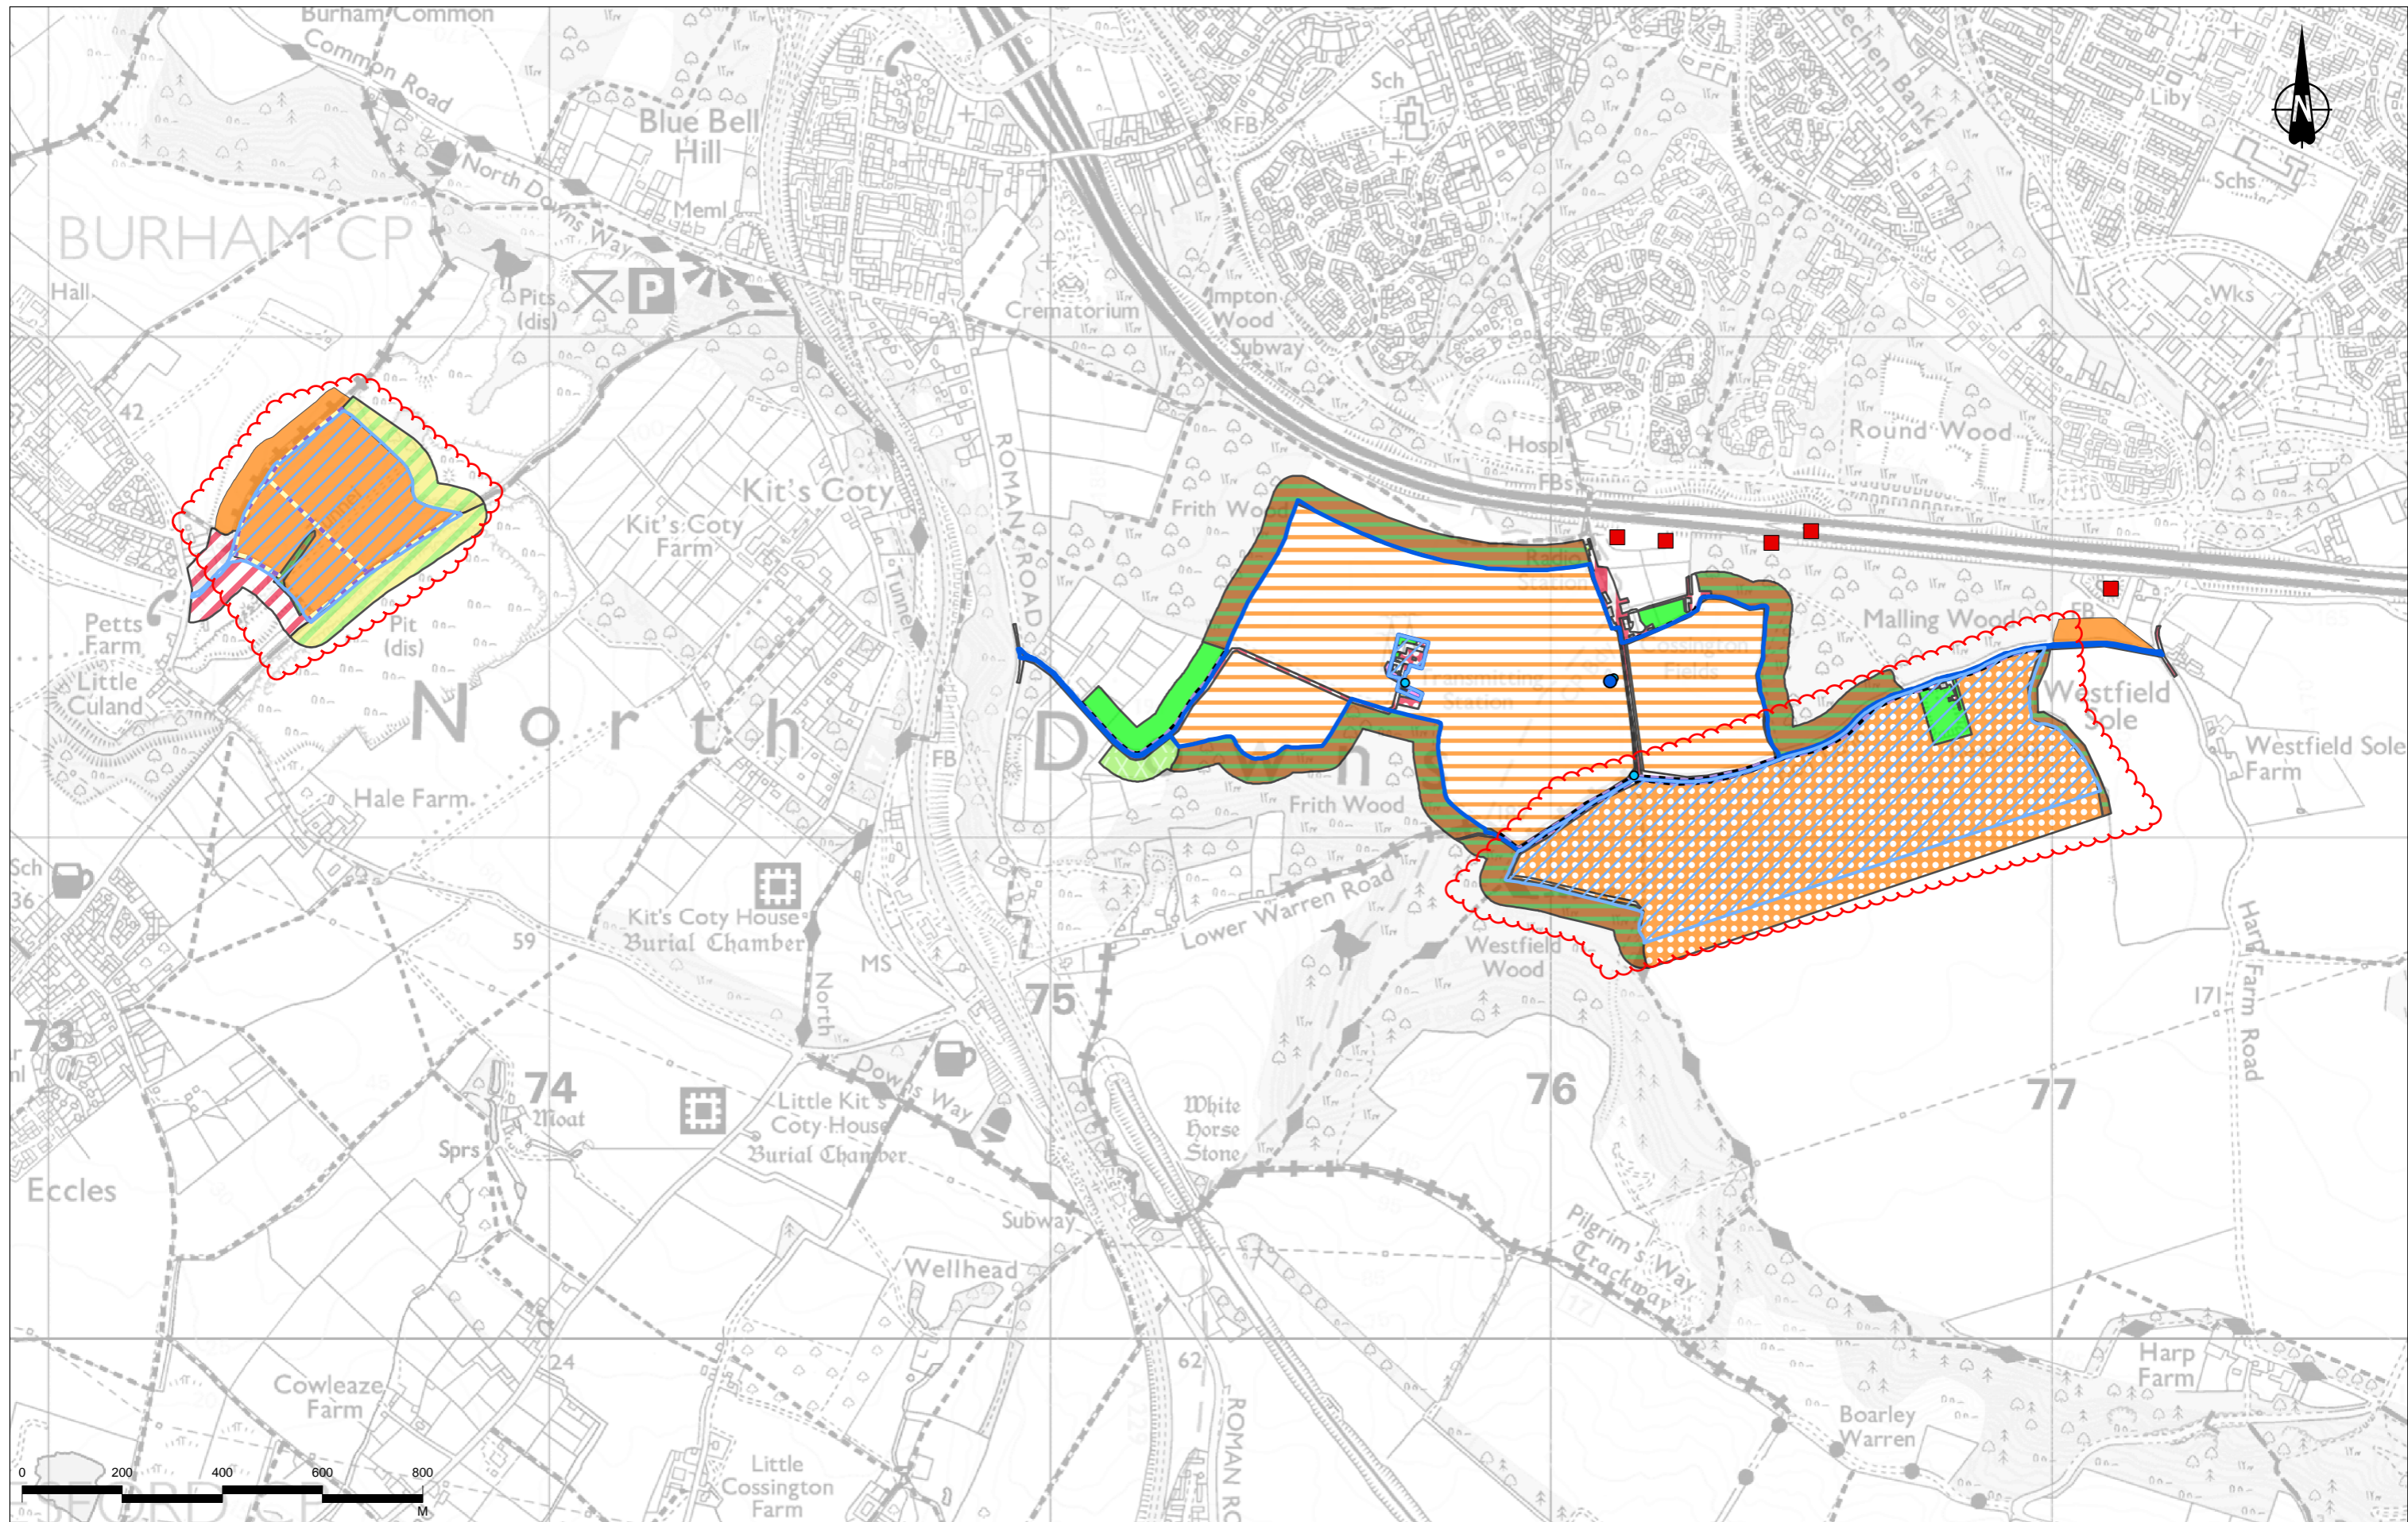 Burham Common
Common Road
Blue Bell
Hill
North Downs Way
Meml
BURHAM CP
Hall
Pits
(dis)
P
42
Crematorium
Impton
Wood
Subway
FB
Sch
Beechen Bank
Liby
Schs
Wks
N
Hospl
FBs
Round Wood
ROMAN ROAD
Kit's Coty
Kit's Coty
Farm
Frith Wood
Radio
Station
Tunnel
Petts
Farm
Little
Culand
Pit
(dis)
Tunnel
Malling Wood
FB
Cossington
Fields
Transmitting
Station
Westfield
Sole
Westfield Sole
Farm
North Downs
FB
Hale Farm
Frith Wood
Sch
36
Kit's Coty House
Burial Chamber
59
MS
North
Downs Way
Lower Warren Road
Westfield
Wood
Harp Farm Road
171
73
74
75
76
77
Moat
Sprs
Eccles
Little Kit's
Coty House
Burial Chamber
White
Horse
Stone
Subway
Wellhead
Pilgrim's Way
Trackway
24
62
A229
ROMAN RO
Cowleaze
Farm
Little
Cossington
Farm
Harp
Farm
Boarley
Warren
0 200 400 600 800
M